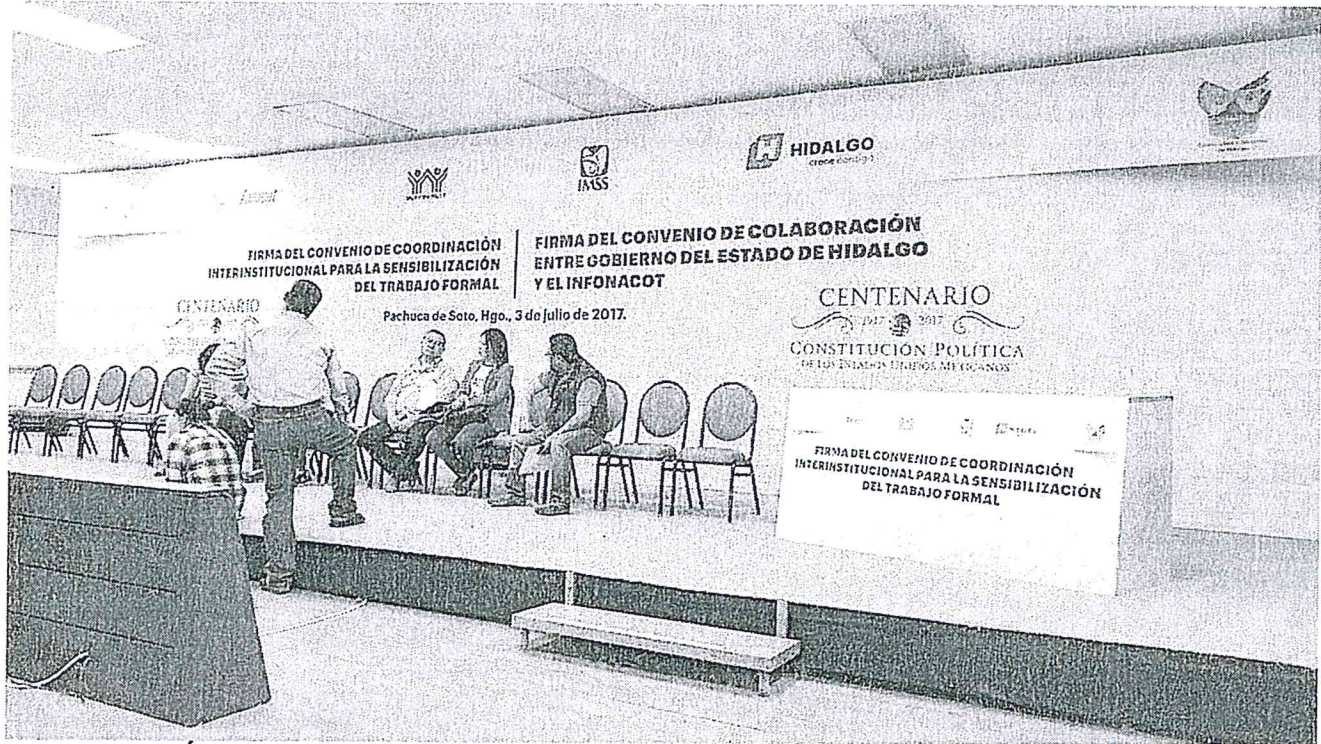 IMSS
HIDALGO
crece contigo
FIRMA DEL CONVENIO DE COORDINACIÓN
INTERINSTITUCIONAL PARA LA SENSIBILIZACIÓN
DEL TRABAJO FORMAL
FIRMA DEL CONVENIO DE COLABORACIÓN
ENTRE GOBIERNO DEL ESTADO DE HIDALGO
Y EL INFONACOT
Pachuca de Soto, Hgo., 3 de julio de 2017.
CENTENARIO
CENTENARIO
1917 2017
CONSTITUCIÓN POLÍTICA
DE LOS ESTADOS UNIDOS MEXICANOS
FIRMA DEL CONVENIO DE COORDINACIÓN
INTERINSTITUCIONAL PARA LA SENSIBILIZACIÓN
DEL TRABAJO FORMAL